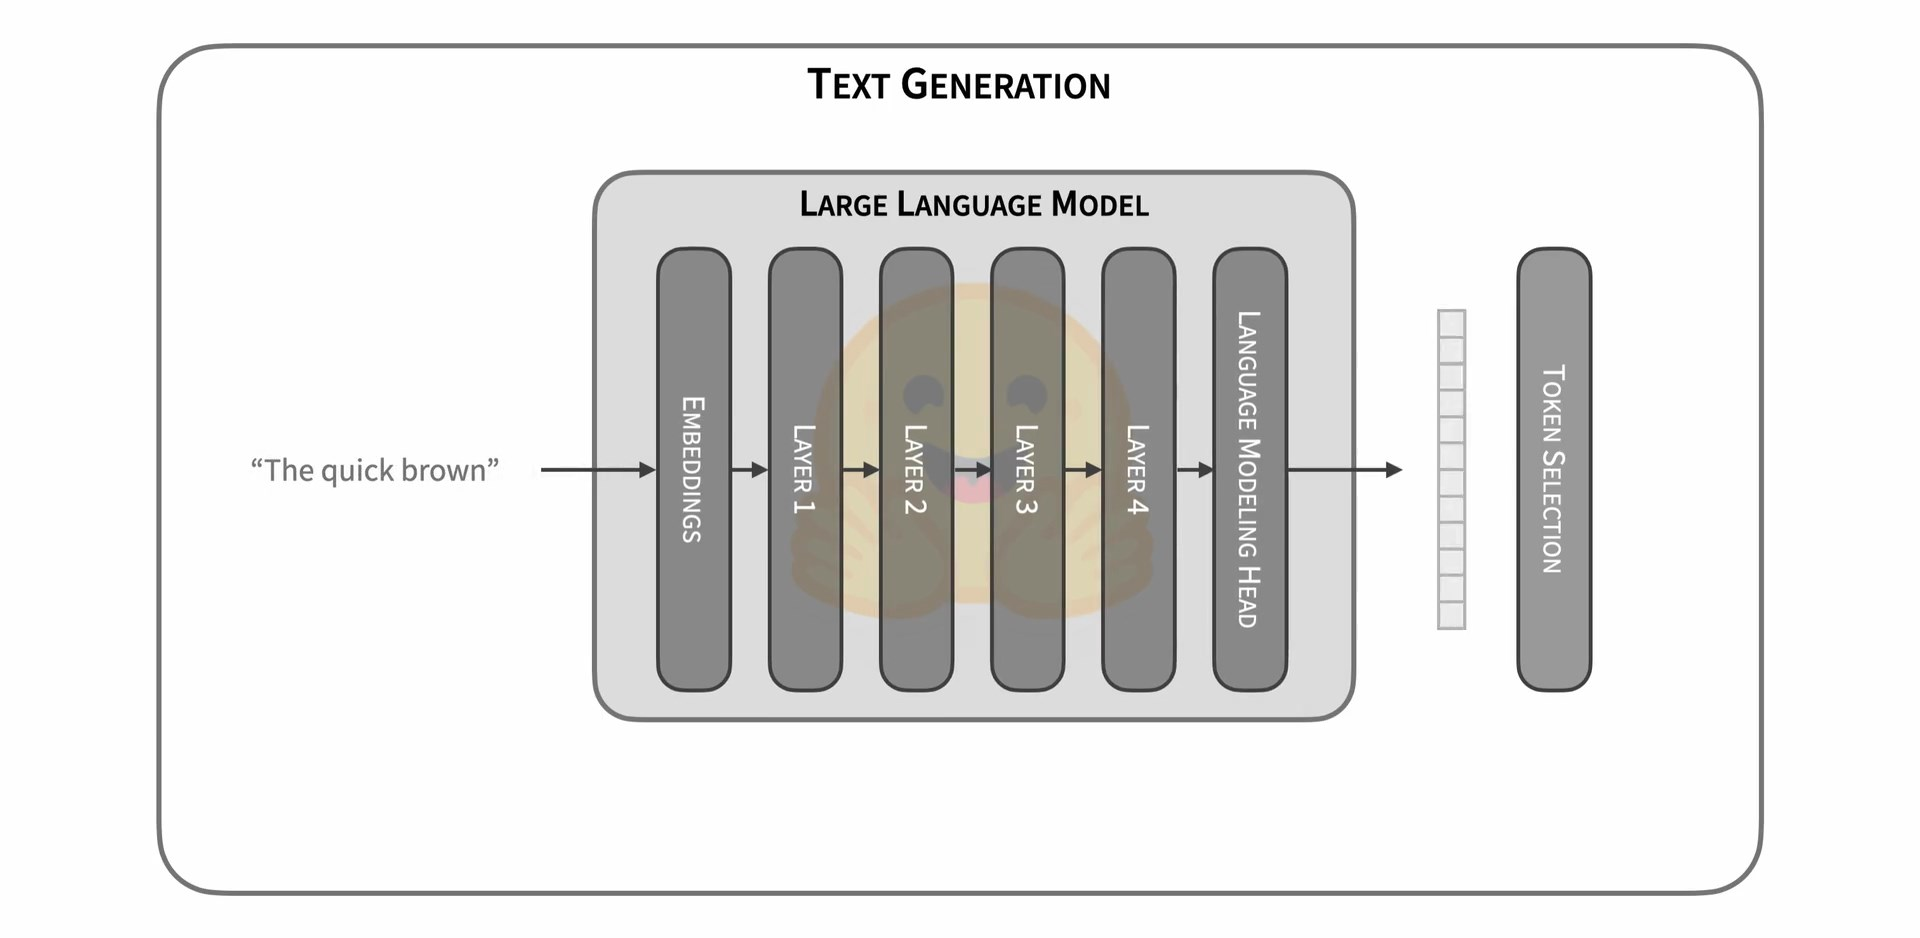 TEXT GENERATION
LARGE LANGUAGE MODEL
“The quick brown”
EMBEDDINGS
LAYER 1
LAYER 2
LAYER 3
LAYER 4
LANGUAGE MODELING HEAD
TOKEN SELECTION